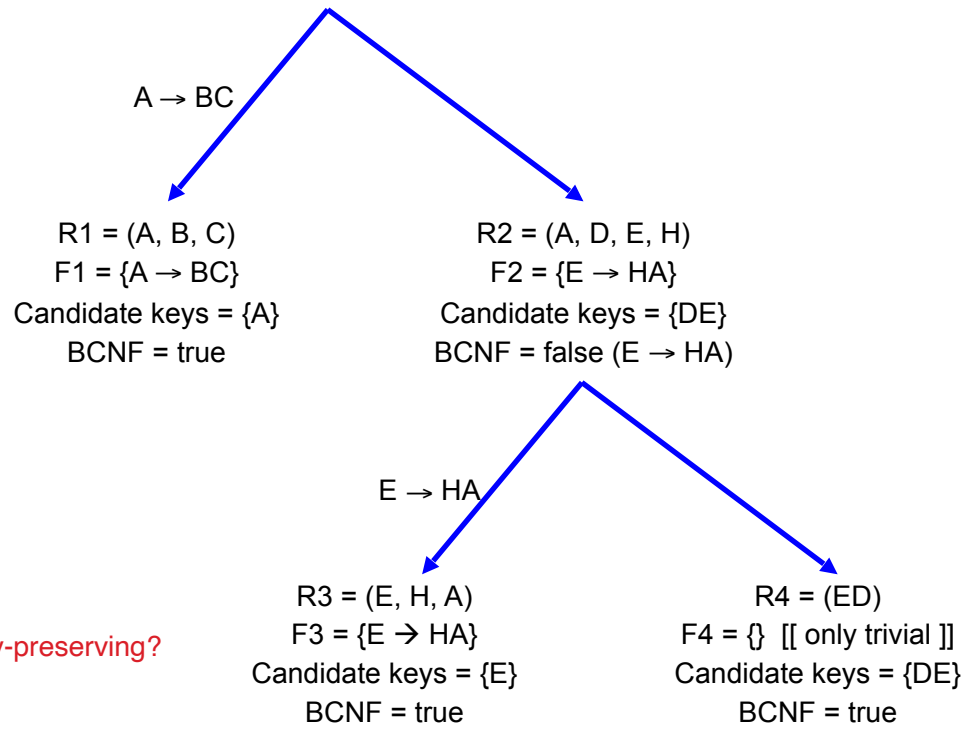 A → BC
R1 = (A, B, C)
F1 = {A → BC}
Candidate keys = {A}
BCNF = true
R2 = (A, D, E, H)
F2 = {E → HA}
Candidate keys = {DE}
BCNF = false (E → HA)
E → HA
y-preserving?
R3 = (E, H, A)
F3 = {E → HA}
Candidate keys = {E}
BCNF = true
R4 = (ED)
F4 = {} [[ only trivial ]]
Candidate keys = {DE}
BCNF = true